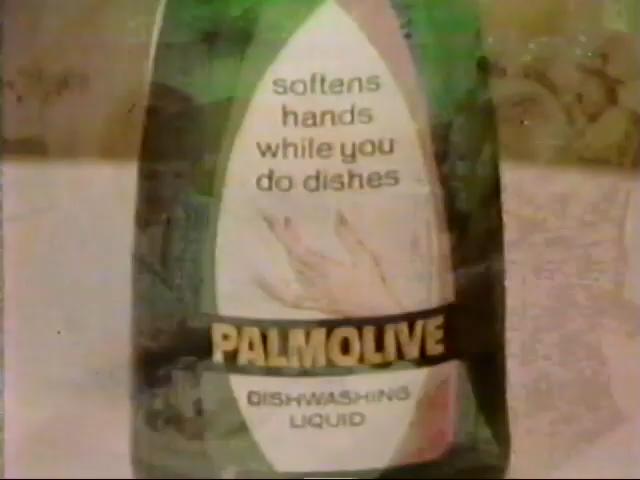 softens
hands
while you
do dishes
PALMOLIVE
DISHWASHING
LIQUID